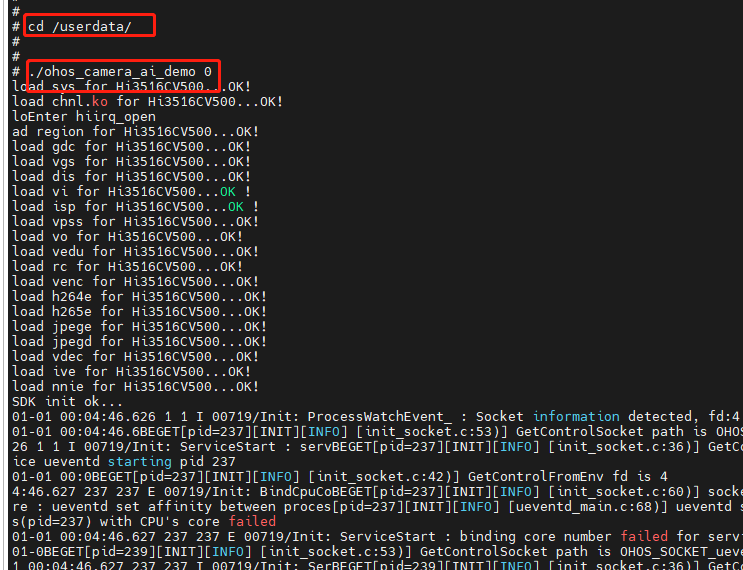 #
# cd /userdata/
#
#
# ./ohos_camera_ai_demo 0
load sys for Hi3516CV500...OK!
load chnl.ko for Hi3516CV500...OK!
loEnter hiirq_open
ad region for Hi3516CV500...OK!
load gdc for Hi3516CV500...OK!
load vgs for Hi3516CV500...OK!
load dis for Hi3516CV500...OK!
load vi for Hi3516CV500...OK !
load isp for Hi3516CV500...OK !
load vpss for Hi3516CV500...OK!
load vo for Hi3516CV500...OK!
load vedu for Hi3516CV500...OK!
load rc for Hi3516CV500...OK!
load venc for Hi3516CV500...OK!
load h264e for Hi3516CV500...OK!
load h265e for Hi3516CV500...OK!
load jpege for Hi3516CV500...OK!
load jpegd for Hi3516CV500...OK!
load vdec for Hi3516CV500...OK!
load ive for Hi3516CV500...OK!
load nnie for Hi3516CV500...OK!
SDK init ok...
01-01 00:04:46.626 1 1 I 00719/Init: ProcessWatchEvent_ : Socket information detected, fd:4
01-01 00:04:46.6BEGET[pid=237][INIT][INFO] [init_socket.c:53)] GetControlSocket path is OHOS
26 1 1 I 00719/Init: ServiceStart : servBEGET[pid=237][INIT][INFO] [init_socket.c:36)] GetCo
ice ueventd starting pid 237
01-01 00:0BEGET[pid=237][INIT][INFO] [init_socket.c:42)] GetControlFromEnv fd is 4
4:46.627 237 237 E 00719/Init: BindCpuCoBEGET[pid=237][INIT][INFO] [init_socket.c:60)] socke
re : ueventd set affinity between proces[pid=237][INIT][INFO] [ueventd_main.c:68)] ueventd s
s(pid=237) with CPU's core failed
01-01 00:04:46.627 237 237 E 00719/Init: ServiceStart : binding core number failed for servi
01-0BEGET[pid=239][INIT][INFO] [init_socket.c:53)] GetControlSocket path is OHOS_SOCKET_ueve
1 00:04:46.627 237 237 I 00719/Init: SerBEGET[pid=239][INIT][INFO] [init_socket.c:36)] GetCo